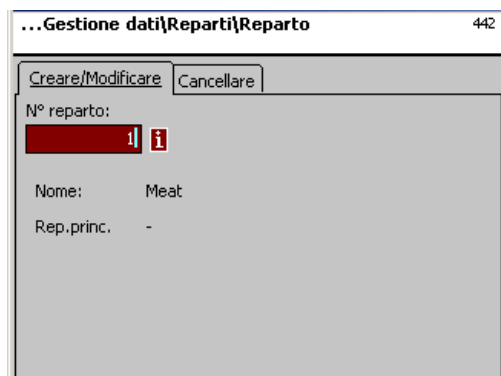 ...Gestione dati\Reparti\Reparto 442
Creare/Modificare Cancellare
N° reparto:
1 i
Nome: Meat
Rep.princ. -